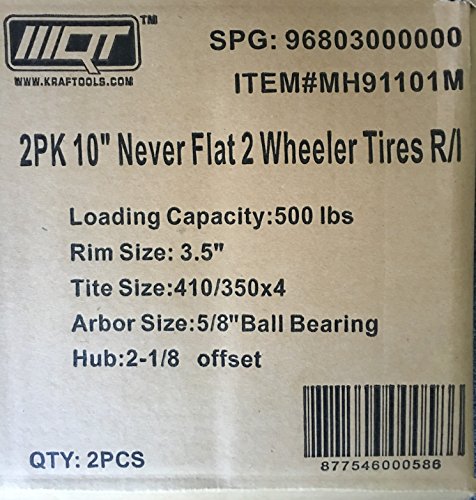 MQT™
SPG: 96803000000
WWW.KRAFTOOLS.COM
ITEM#MH91101M
2PK 10" Never Flat 2 Wheeler Tires R/I
Loading Capacity:500 lbs
Rim Size: 3.5"
Tite Size:410/350x4
Arbor Size:5/8"Ball Bearing
Hub:2-1/8 offset
QTY: 2PCS
877546000586